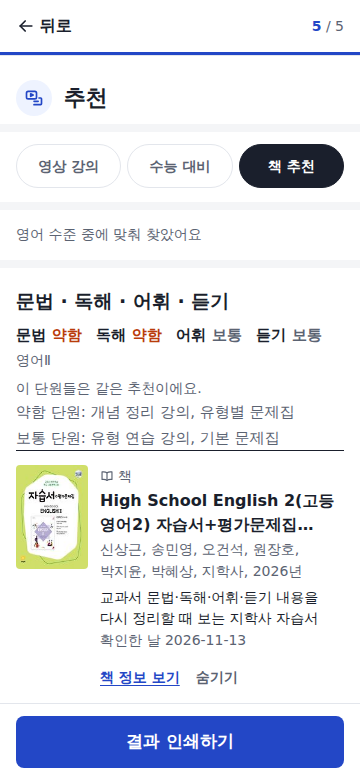 뒤로
5 / 5
추천
영상 강의
수능 대비
책 추천
영어 수준 중에 맞춰 찾았어요
문법 · 독해 · 어휘 · 듣기
문법 약함 독해 약함 어휘 보통 듣기 보통
영어Ⅱ
이 단원들은 같은 추천이에요.
약함 단원: 개념 정리 강의, 유형별 문제집
보통 단원: 유형 연습 강의, 기본 문제집
자습서
ENGLISH II
책
High School English 2(고등
영어2) 자습서+평가문제집…
신상근, 송민영, 오건석, 원장호,
박지윤, 박혜상, 지학사, 2026년
교과서 문법·독해·어휘·듣기 내용을
다시 정리할 때 보는 지학사 자습서
확인한 날 2026-11-13
책 정보 보기
숨기기
결과 인쇄하기